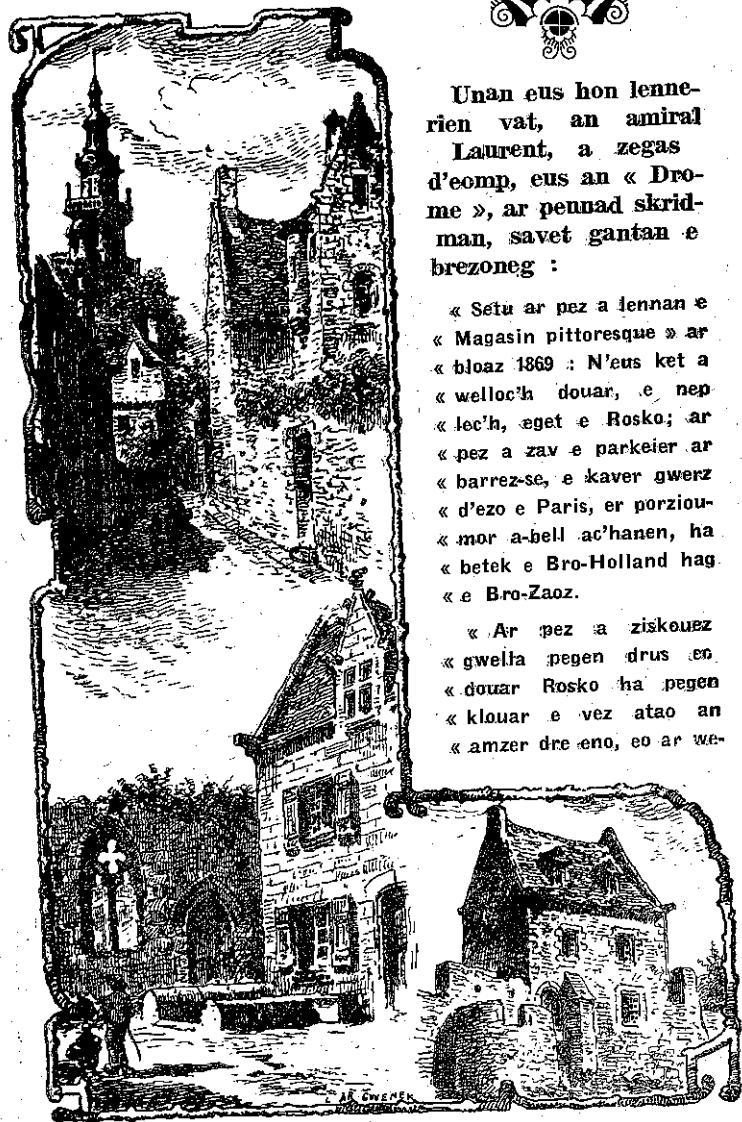 Unan eus hon lenne-
rien vat, an amiral
Laurent, a zegas
d'eomp, eus an « Dro-
me », ar pennad skrid-
man, savet gantan e
brezoneg :
« Setu ar pez a lennan e
« Magasin pittoresque » ar
« bloaz 1869 : N'eus ket a
« welloc'h douar, e nep
« lec'h, eget e Rosko; ar
« pez a zav e parkeier ar
« barrez-se, e kaver gwerz
« d'ezo e Paris, er porziou-
« mor a-bell ac'hanen, ha
« betek e Bro-Holland hag
« e Bro-Zaoz.
« Ar pez a ziskouez
« gwella pegen drus eo
« douar Rosko ha pegen
« klouar e vez atao an
« amzer dre eno, eo ar we-